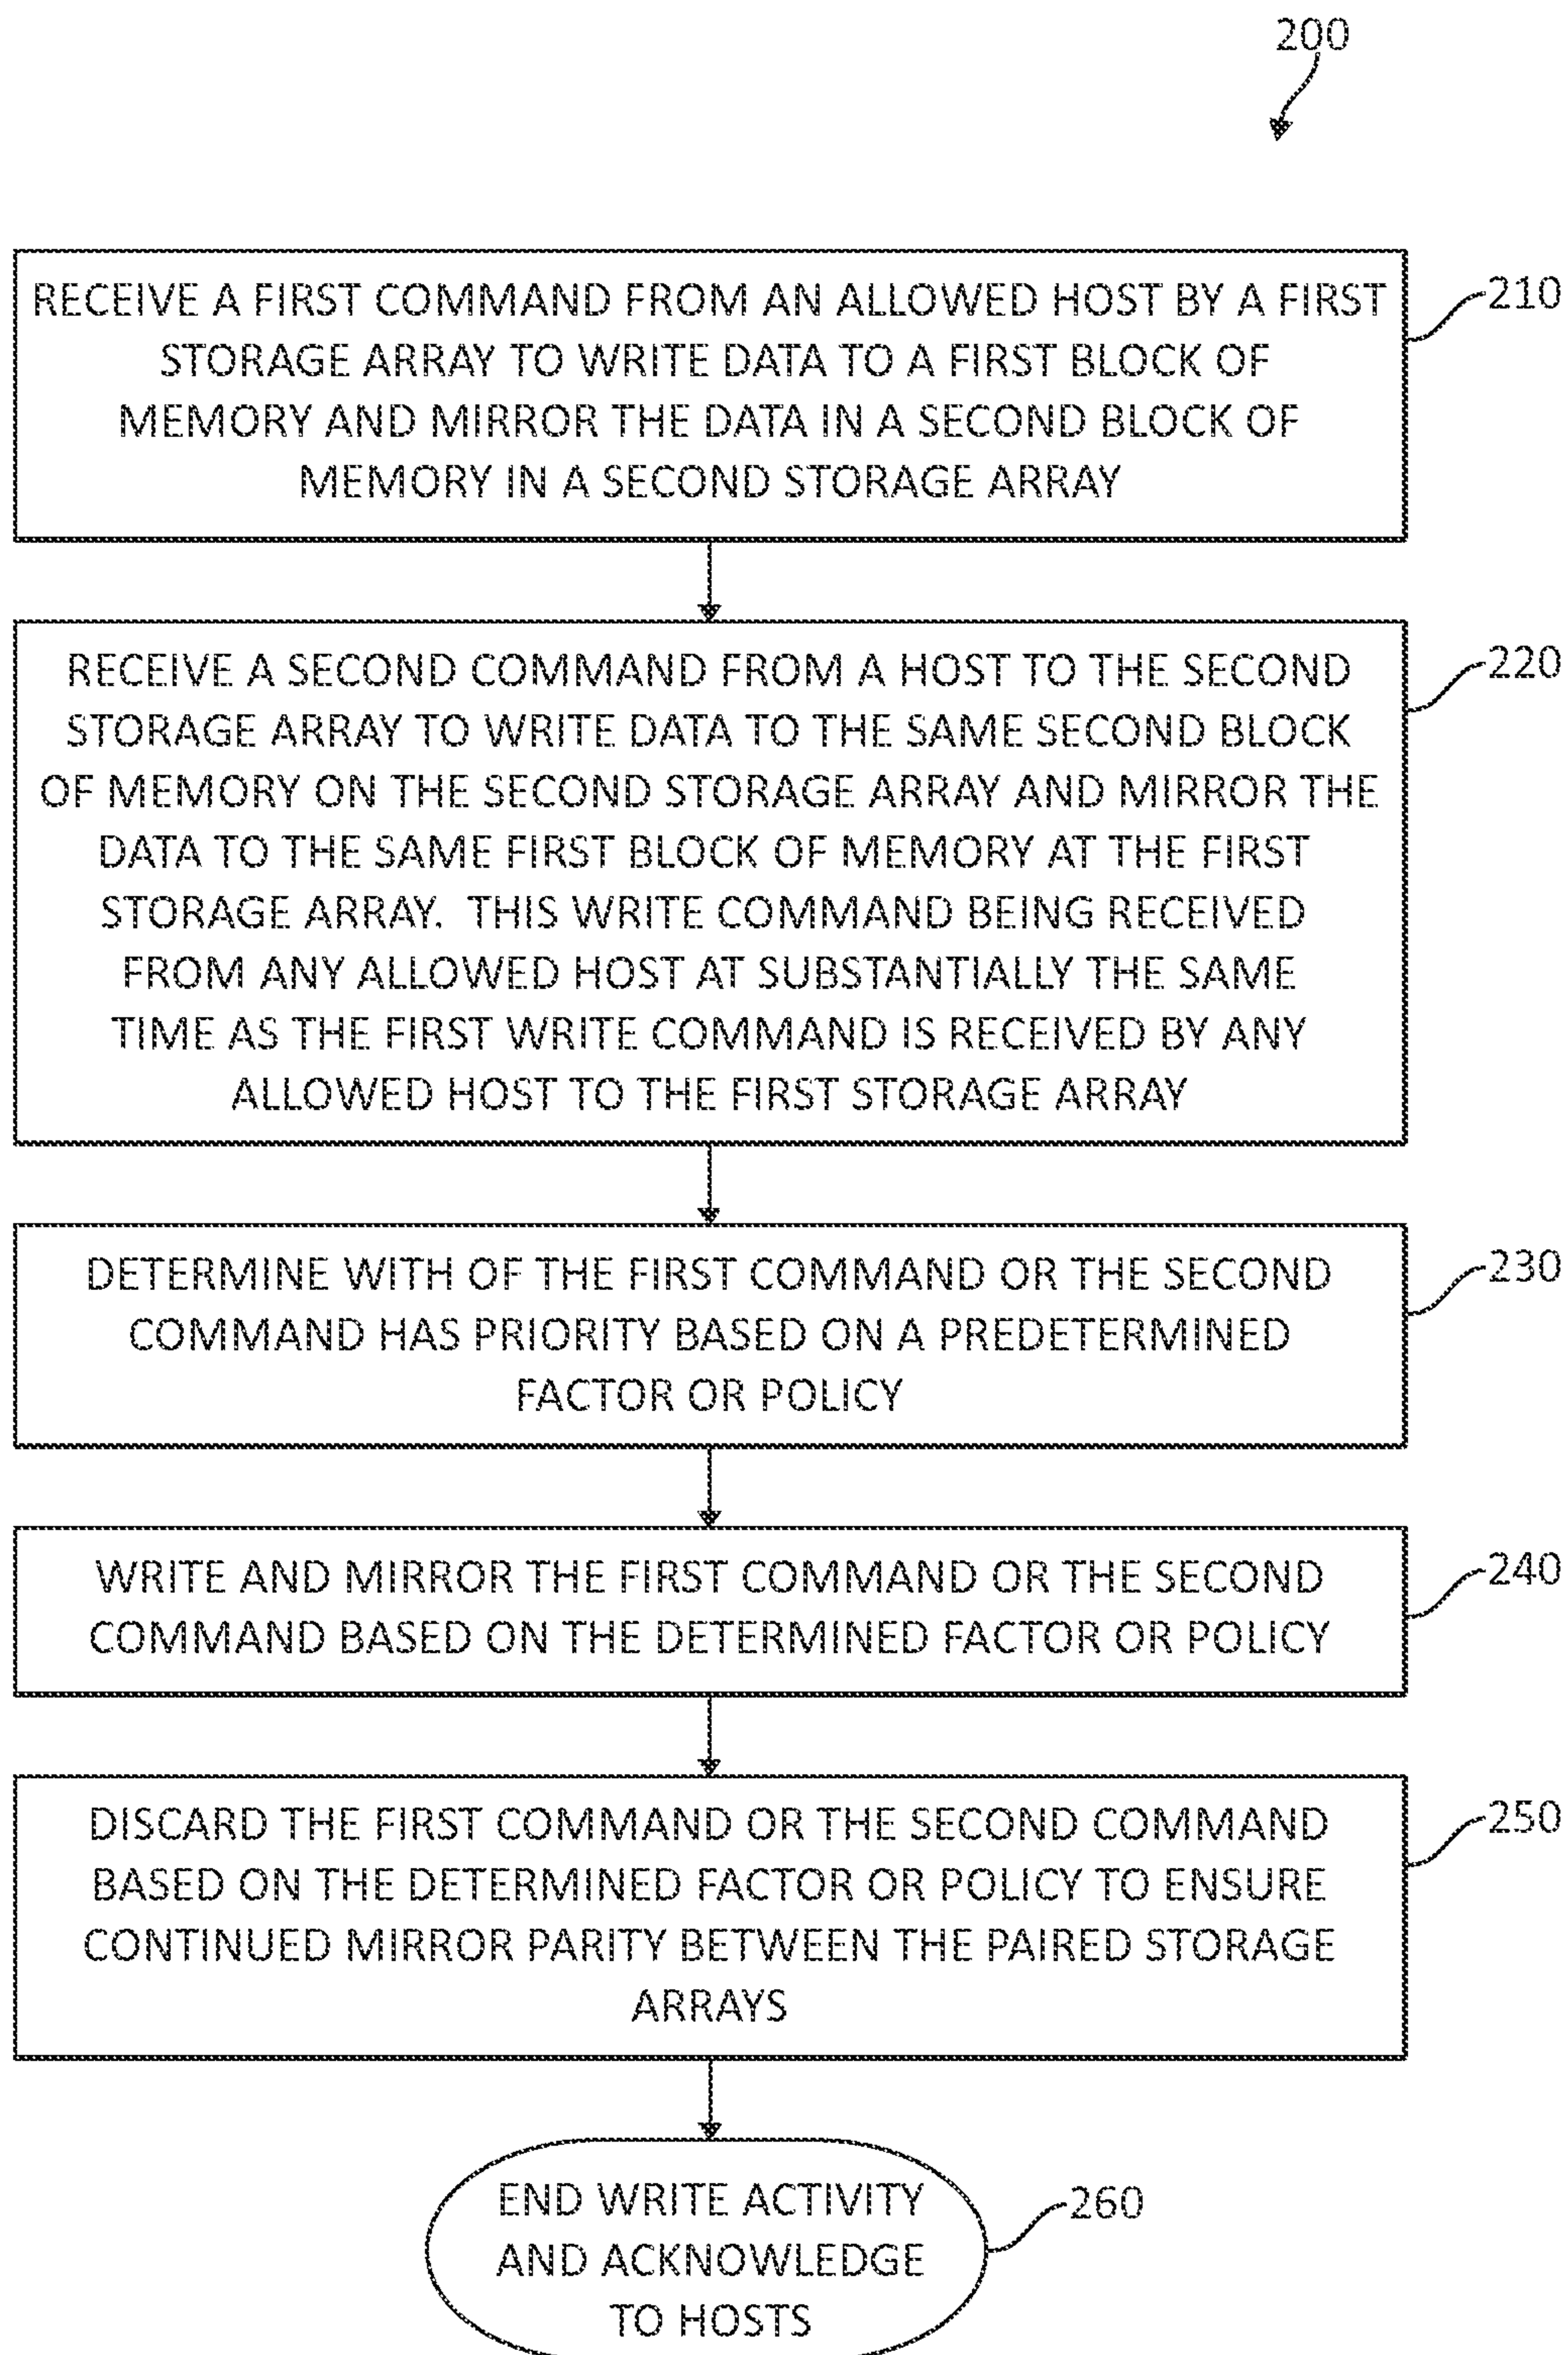 200
RECEIVE A FIRST COMMAND FROM AN ALLOWED HOST BY A FIRST
STORAGE ARRAY TO WRITE DATA TO A FIRST BLOCK OF
MEMORY AND MIRROR THE DATA IN A SECOND BLOCK OF
MEMORY IN A SECOND STORAGE ARRAY
210
RECEIVE A SECOND COMMAND FROM A HOST TO THE SECOND
STORAGE ARRAY TO WRITE DATA TO THE SAME SECOND BLOCK
OF MEMORY ON THE SECOND STORAGE ARRAY AND MIRROR THE
DATA TO THE SAME FIRST BLOCK OF MEMORY AT THE FIRST
STORAGE ARRAY. THIS WRITE COMMAND BEING RECEIVED
FROM ANY ALLOWED HOST AT SUBSTANTIALLY THE SAME
TIME AS THE FIRST WRITE COMMAND IS RECEIVED BY ANY
ALLOWED HOST TO THE FIRST STORAGE ARRAY
220
DETERMINE WITH OF THE FIRST COMMAND OR THE SECOND
COMMAND HAS PRIORITY BASED ON A PREDETERMINED
FACTOR OR POLICY
230
WRITE AND MIRROR THE FIRST COMMAND OR THE SECOND
COMMAND BASED ON THE DETERMINED FACTOR OR POLICY
240
DISCARD THE FIRST COMMAND OR THE SECOND COMMAND
BASED ON THE DETERMINED FACTOR OR POLICY TO ENSURE
CONTINUED MIRROR PARITY BETWEEN THE PAIRED STORAGE
ARRAYS
250
END WRITE ACTIVITY
AND ACKNOWLEDGE
TO HOSTS
260